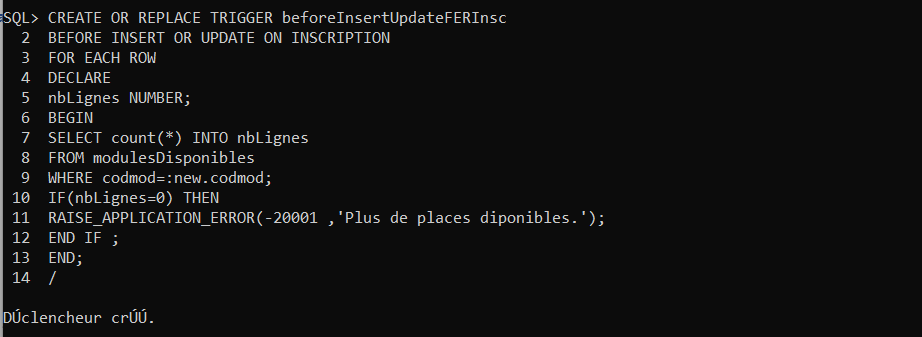 SQL> CREATE OR REPLACE TRIGGER beforeInsertUpdateFERInsc
2 BEFORE INSERT OR UPDATE ON INSCRIPTION
3 FOR EACH ROW
4 DECLARE
5 nbLignes NUMBER;
6 BEGIN
7 SELECT count(*) INTO nbLignes
8 FROM modulesDisponibles
9 WHERE codmod=:new.codmod;
10 IF(nbLignes=0) THEN
11 RAISE_APPLICATION_ERROR(-20001 ,'Plus de places diponibles.');
12 END IF ;
13 END;
14 /
DÚclencheur crÚÚ.